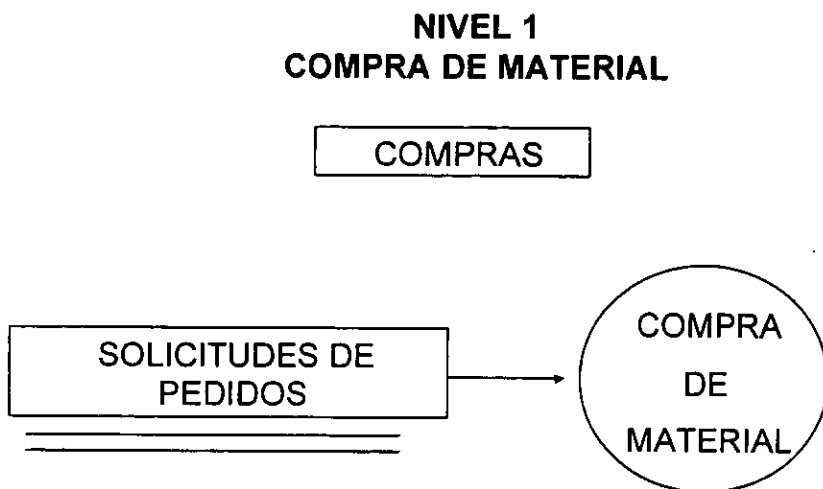 NIVEL 1
COMPRA DE MATERIAL
COMPRAS
SOLICITUDES DE
PEDIDOS
COMPRA
DE
MATERIAL